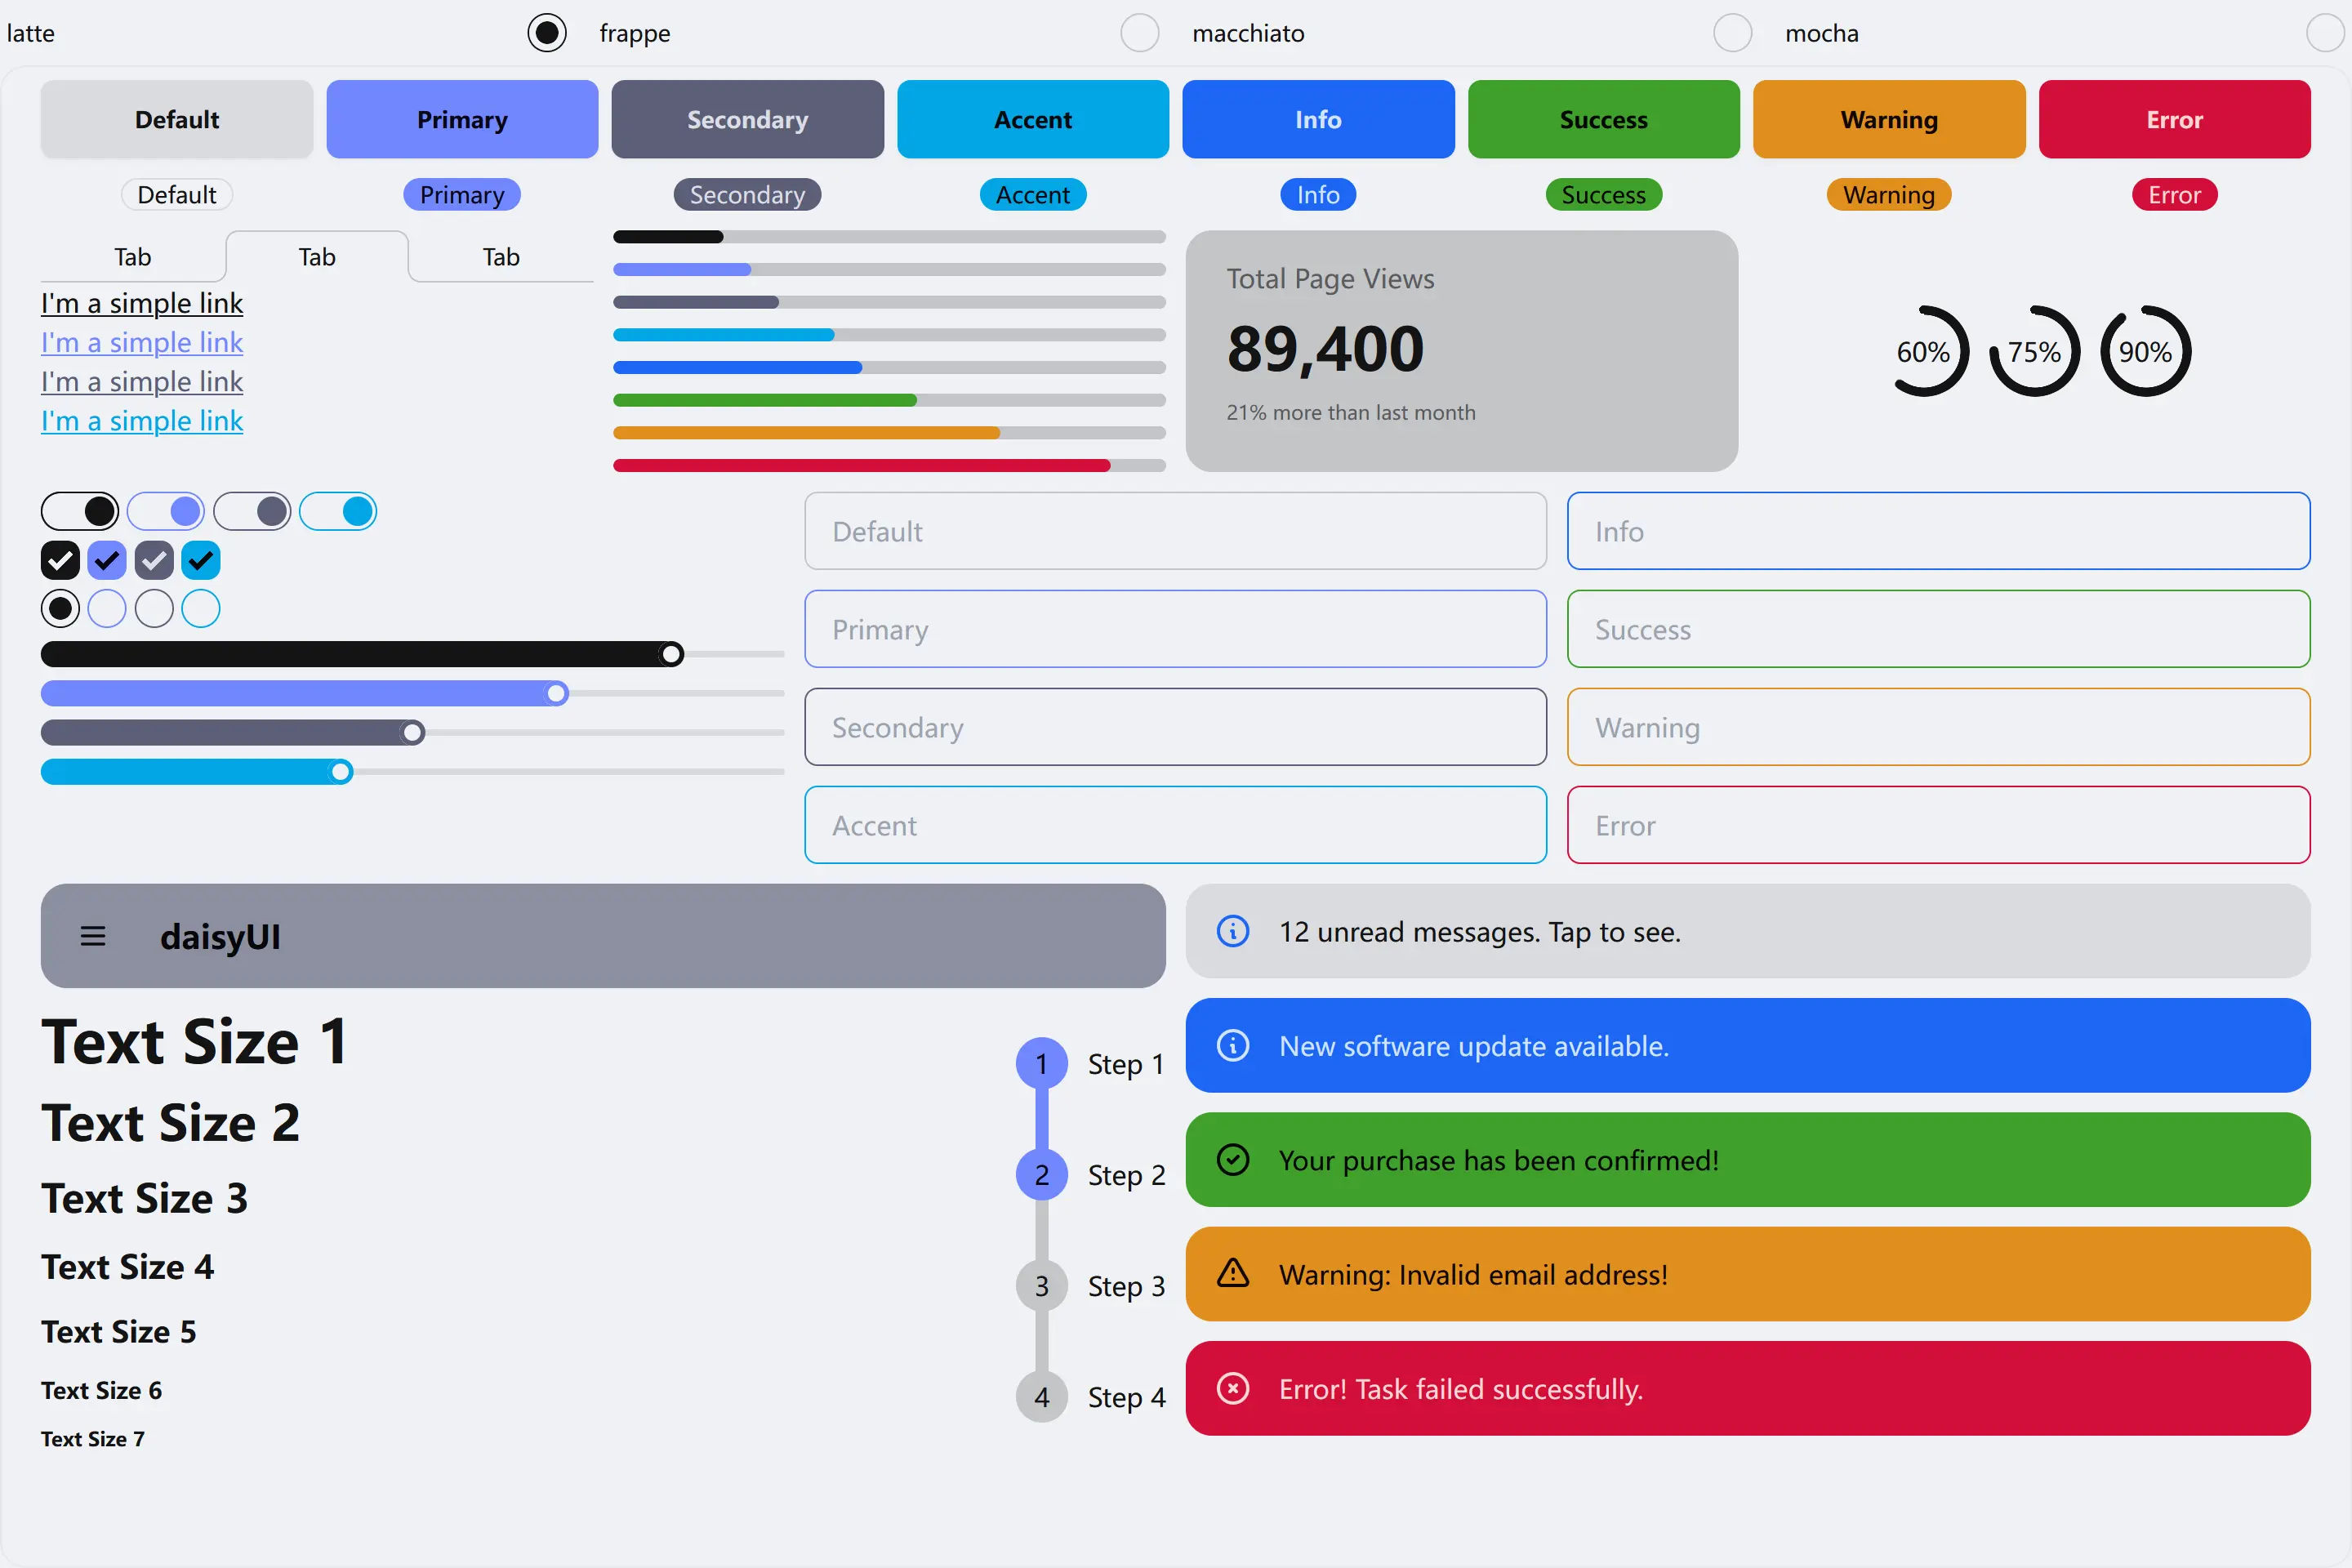 latte frappe macchiato mocha
Default Primary Secondary Accent Info Success Warning Error
Default Primary Secondary Accent Info Success Warning Error
Tab Tab Tab
I'm a simple link
I'm a simple link
I'm a simple link
I'm a simple link
Total Page Views
89,400
21% more than last month
60% 75% 90%
Default Info
Primary Success
Secondary Warning
Accent Error
daisyUI
Text Size 1
Text Size 2
Text Size 3
Text Size 4
Text Size 5
Text Size 6
Text Size 7
1 Step 1
2 Step 2
3 Step 3
4 Step 4
12 unread messages. Tap to see.
New software update available.
Your purchase has been confirmed!
Warning: Invalid email address!
Error! Task failed successfully.